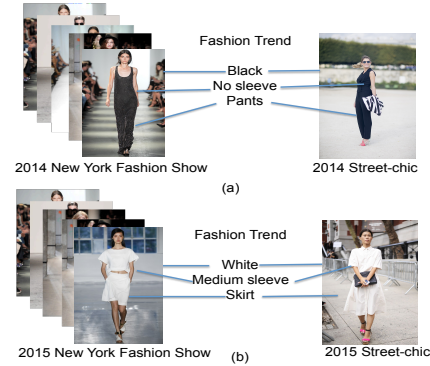 Fashion Trend
Black
No sleeve
Pants
2014 New York Fashion Show
2014 Street-chic
(a)
Fashion Trend
White
Medium sleeve
Skirt
2015 New York Fashion Show
(b)
2015 Street-chic